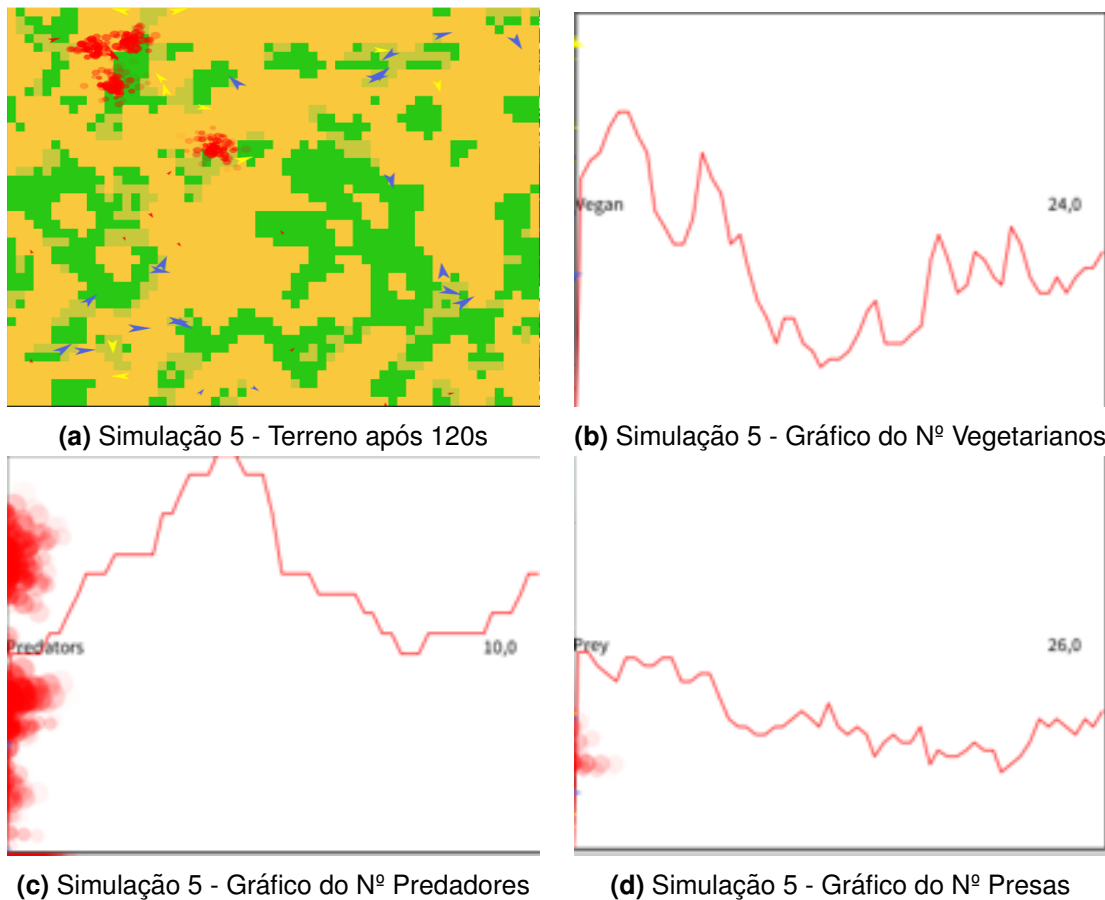 Vegan 24,0
(a) Simulação 5 - Terreno após 120s
(b) Simulação 5 - Gráfico do Nº Vegetarianos
Predators 10,0
Prey 26,0
(c) Simulação 5 - Gráfico do Nº Predadores
(d) Simulação 5 - Gráfico do Nº Presas